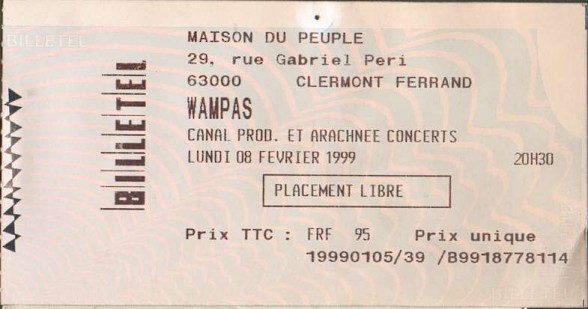 BILLETEL
BILLETEL
MAISON DU PEUPLE
29, rue Gabriel Peri
63000 CLERMONT FERRAND
WAMPAS
CANAL PROD. ET ARACHNEE CONCERTS
LUNDI 08 FEVRIER 1999 20H30
PLACEMENT LIBRE
Prix TTC : FRF 95 Prix unique
19990105/39 /B9918778114
BILLETEL